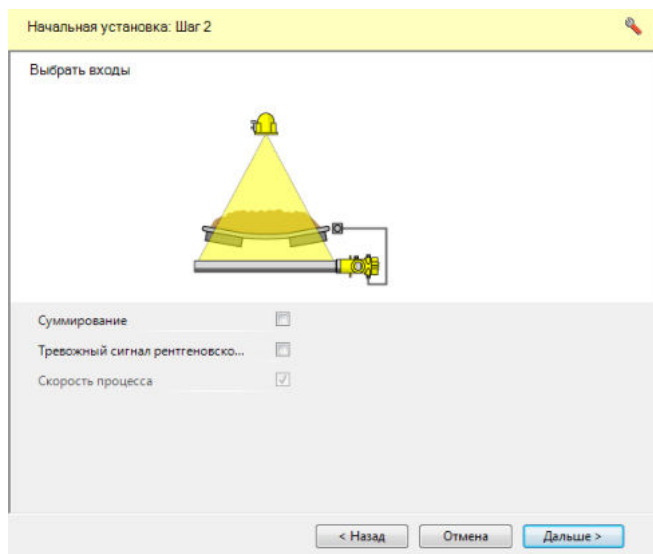 Начальная установка: Шаг 2
Выбрать входы
Суммирование
Тревожный сигнал рентгеновско...
Скорость процесса
< Назад
Отмена
Дальше >